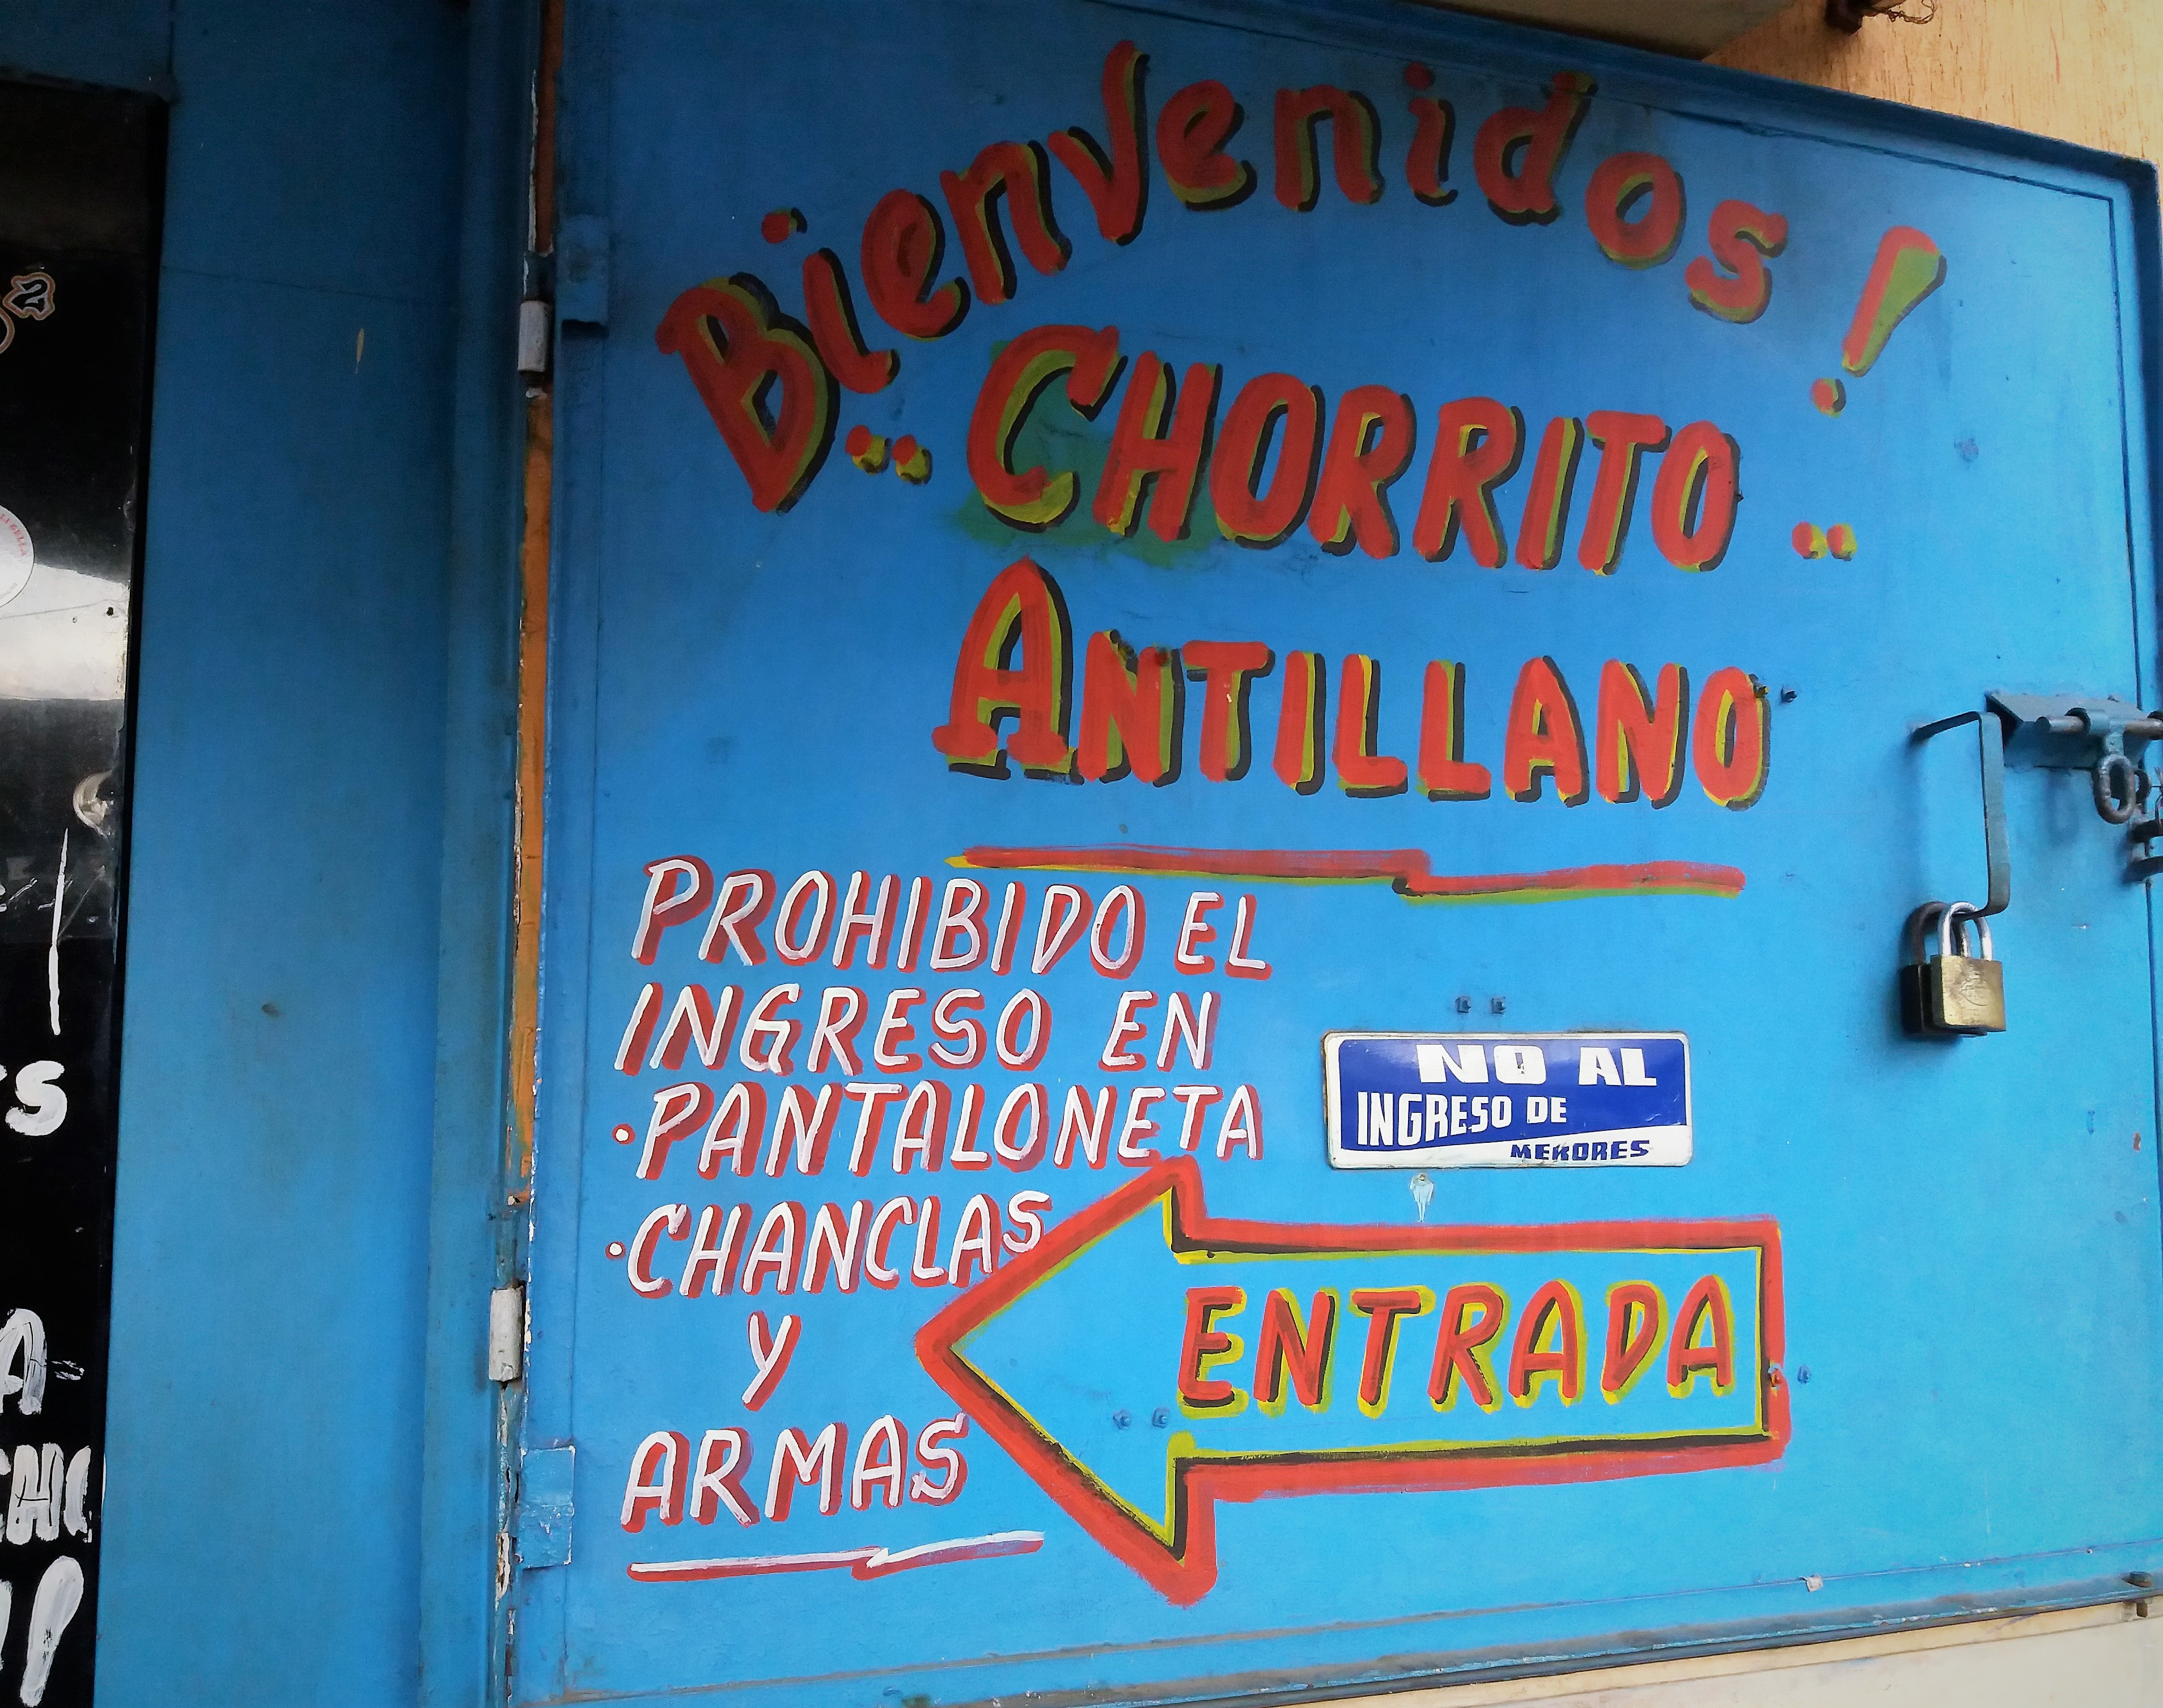 Bienvenidos!
.. CHORRITO ..
ANTILLANO
PROHIBIDO EL
INGRESO EN
·PANTALONETA
·CHANCLAS
Y
ARMAS
NO AL
INGRESO DE
MENORES
ENTRADA